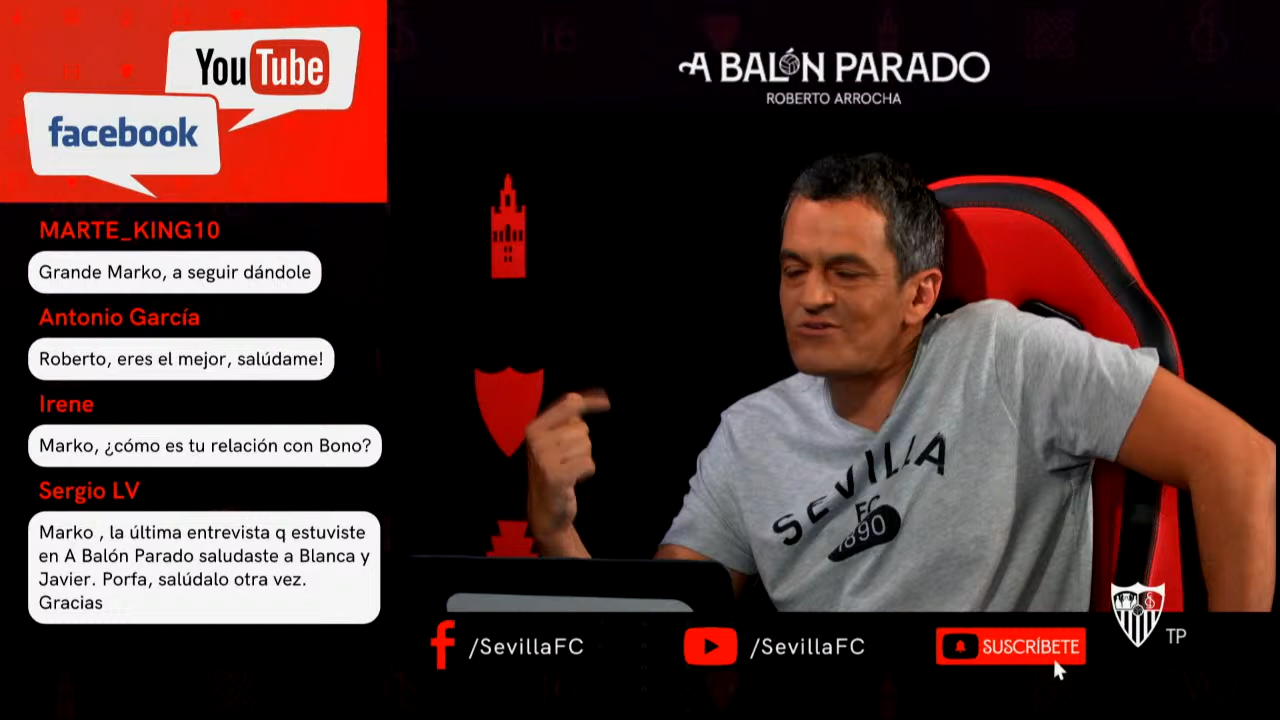 YouTube
facebook
MARTE_KING10
Grande Marko, a seguir dándole
Antonio García
Roberto, eres el mejor, salúdame!
Irene
Marko, ¿cómo es tu relación con Bono?
Sergio LV
Marko , la última entrevista q estuviste
en A Balón Parado saludaste a Blanca y
Javier. Porfa, salúdalo otra vez.
Gracias
A BALÓN PARADO
ROBERTO ARROCHA
SEVILLA
FC
1890
/SevillaFC
/SevillaFC
SUSCRÍBETE
TP